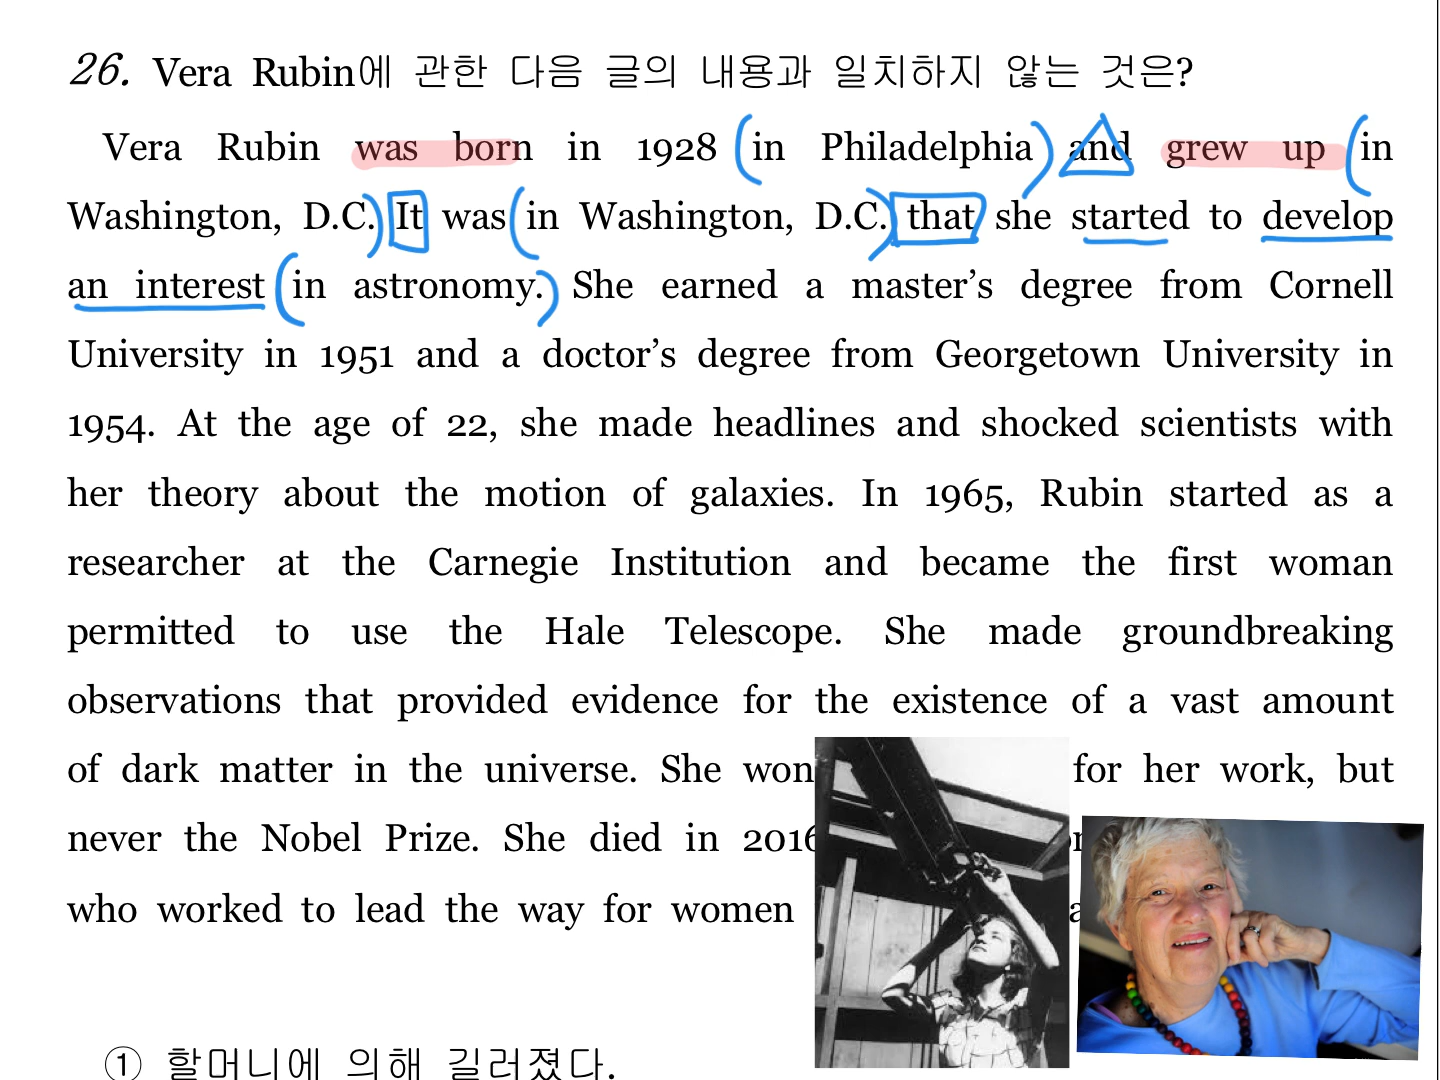 26. Vera Rubin에 관한 다음 글의 내용과 일치하지 않는 것은?
Vera Rubin was born in 1928 in Philadelphia and grew up in
Washington, D.C. It was in Washington, D.C. that she started to develop
an interest in astronomy. She earned a master’s degree from Cornell
University in 1951 and a doctor’s degree from Georgetown University in
1954. At the age of 22, she made headlines and shocked scientists with
her theory about the motion of galaxies. In 1965, Rubin started as a
researcher at the Carnegie Institution and became the first woman
permitted to use the Hale Telescope. She made groundbreaking
observations that provided evidence for the existence of a vast amount
of dark matter in the universe. She won for her work, but
never the Nobel Prize. She died in 2016
who worked to lead the way for women
① 할머니에 의해 길러졌다.